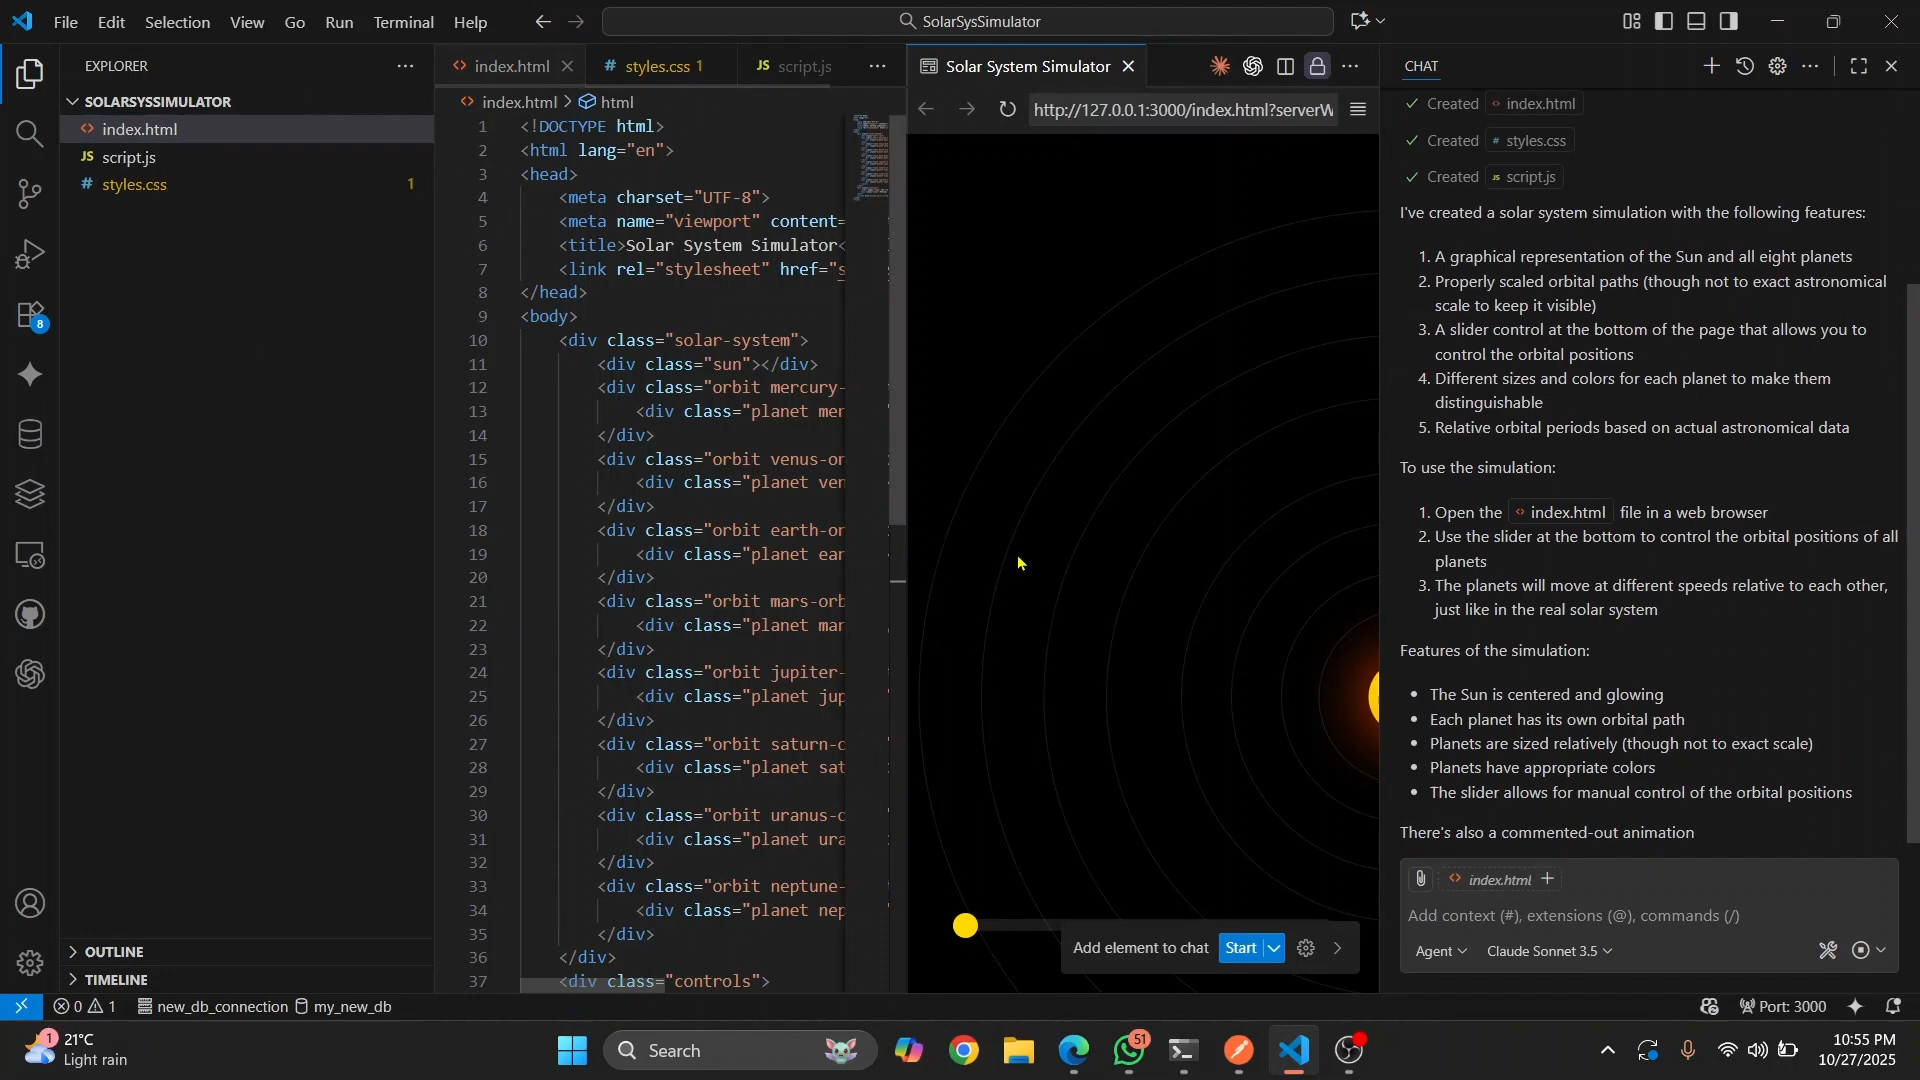 File Edit Selection View Go Run Terminal Help
SolarSysSimulator
EXPLORER
SOLARSYSSIMULATOR
index.html
JS script.js
# styles.css 1
8
OUTLINE
TIMELINE
index.html
# styles.css 1
JS script.js
index.html > html
1 <!DOCTYPE html>
2 <html lang="en">
3 <head>
4 <meta charset="UTF-8">
5 <meta name="viewport" content=
6 <title>Solar System Simulator<
7 <link rel="stylesheet" href="s
8 </head>
9 <body>
10 <div class="solar-system">
11 <div class="sun"></div>
12 <div class="orbit mercury-
13 <div class="planet mer
14 </div>
15 <div class="orbit venus-or
16 <div class="planet ven
17 </div>
18 <div class="orbit earth-or
19 <div class="planet ear
20 </div>
21 <div class="orbit mars-orb
22 <div class="planet mar
23 </div>
24 <div class="orbit jupiter-
25 <div class="planet jup
26 </div>
27 <div class="orbit saturn-o
28 <div class="planet sat
29 </div>
30 <div class="orbit uranus-o
31 <div class="planet ura
32 </div>
33 <div class="orbit neptune-
34 <div class="planet nep
35 </div>
36 </div>
37 <div class="controls">
Solar System Simulator
http://127.0.0.1:3000/index.html?serverW
Add element to chat Start
CHAT
Created index.html
Created # styles.css
Created JS script.js
I've created a solar system simulation with the following features:
1. A graphical representation of the Sun and all eight planets
2. Properly scaled orbital paths (though not to exact astronomical
scale to keep it visible)
3. A slider control at the bottom of the page that allows you to
control the orbital positions
4. Different sizes and colors for each planet to make them
distinguishable
5. Relative orbital periods based on actual astronomical data
To use the simulation:
1. Open the index.html file in a web browser
2. Use the slider at the bottom to control the orbital positions of all
planets
3. The planets will move at different speeds relative to each other,
just like in the real solar system
Features of the simulation:
• The Sun is centered and glowing
• Each planet has its own orbital path
• Planets are sized relatively (though not to exact scale)
• Planets have appropriate colors
• The slider allows for manual control of the orbital positions
There's also a commented-out animation
index.html
Add context (#), extensions (@), commands (/)
Agent Claude Sonnet 3.5
0 1 new_db_connection my_new_db
Port: 3000
1
21°C
Light rain
Search
51
10:55 PM
10/27/2025